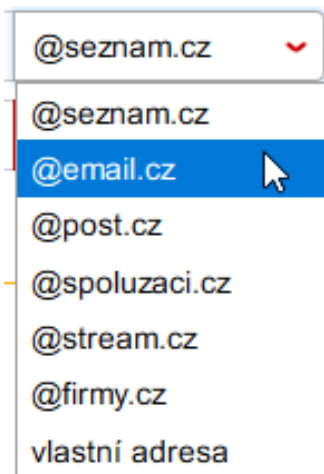 @seznam.cz
@seznam.cz
@email.cz
@post.cz
@spoluzaci.cz
@stream.cz
@firmy.cz
vlastní adresa